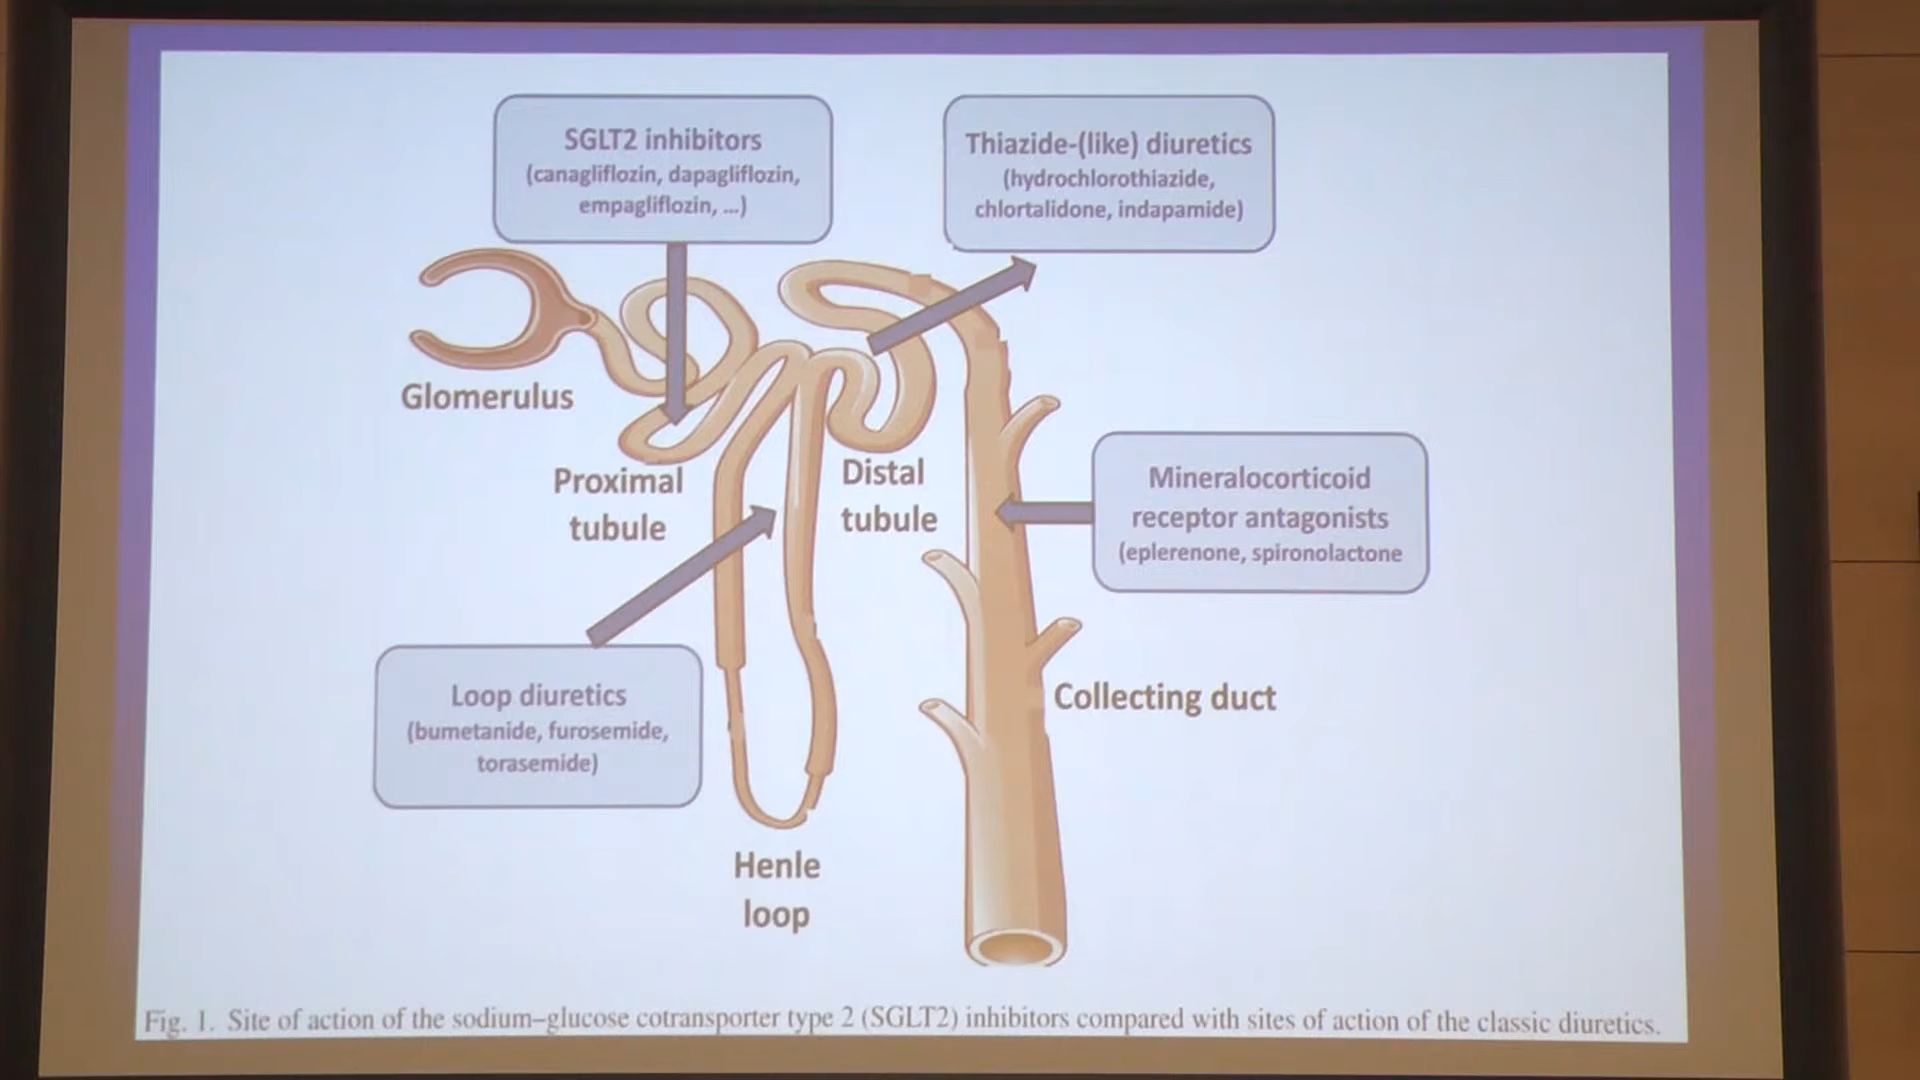 SGLT2 inhibitors
(canagliflozin, dapagliflozin,
empagliflozin, ...)
Thiazide-(like) diuretics
(hydrochlorothiazide,
chlortalidone, indapamide)
Glomerulus
Proximal
tubule
Distal
tubule
Mineralocorticoid
receptor antagonists
(eplerenone, spironolactone
Loop diuretics
(bumetanide, furosemide,
torasemide)
Collecting duct
Henle
loop
Fig. 1. Site of action of the sodium–glucose cotransporter type 2 (SGLT2) inhibitors compared with sites of action of the classic diuretics.